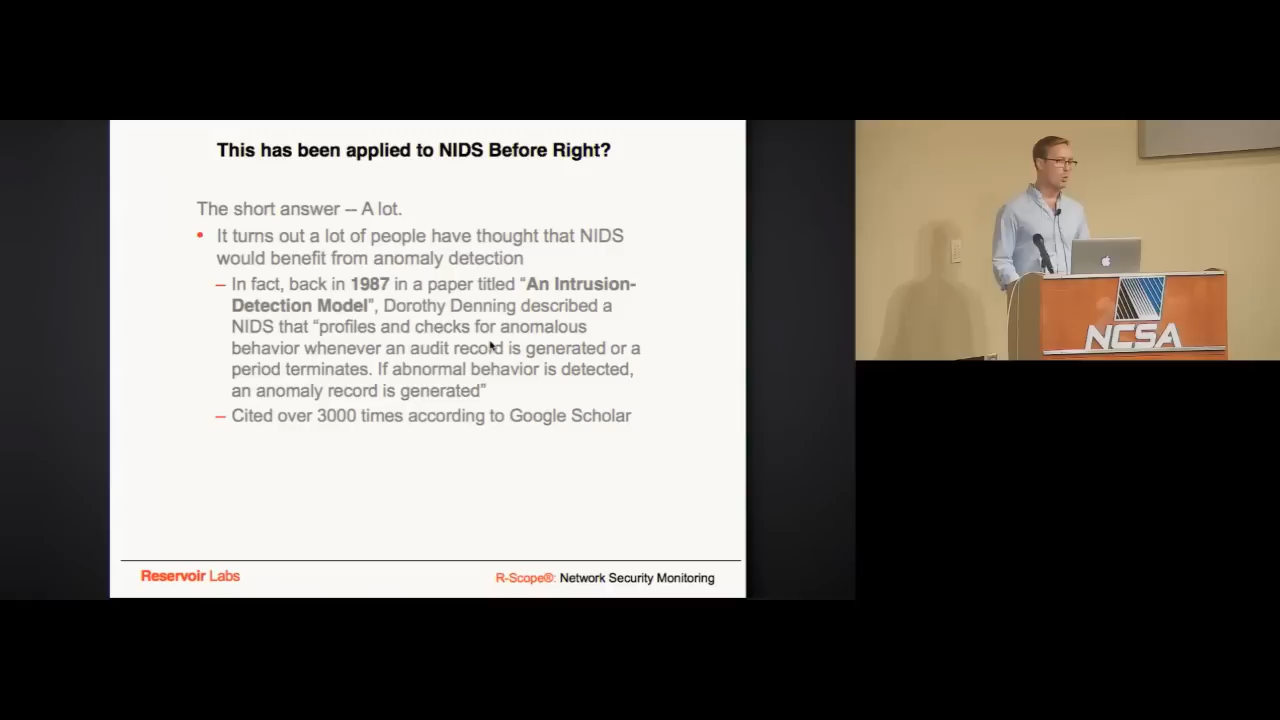 This has been applied to NIDS Before Right?
The short answer -- A lot.
• It turns out a lot of people have thought that NIDS
would benefit from anomaly detection
– In fact, back in 1987 in a paper titled “An Intrusion-
Detection Model”, Dorothy Denning described a
NIDS that “profiles and checks for anomalous
behavior whenever an audit record is generated or a
period terminates. If abnormal behavior is detected,
an anomaly record is generated”
– Cited over 3000 times according to Google Scholar
Reservoir Labs
R-Scope®: Network Security Monitoring
NCSA